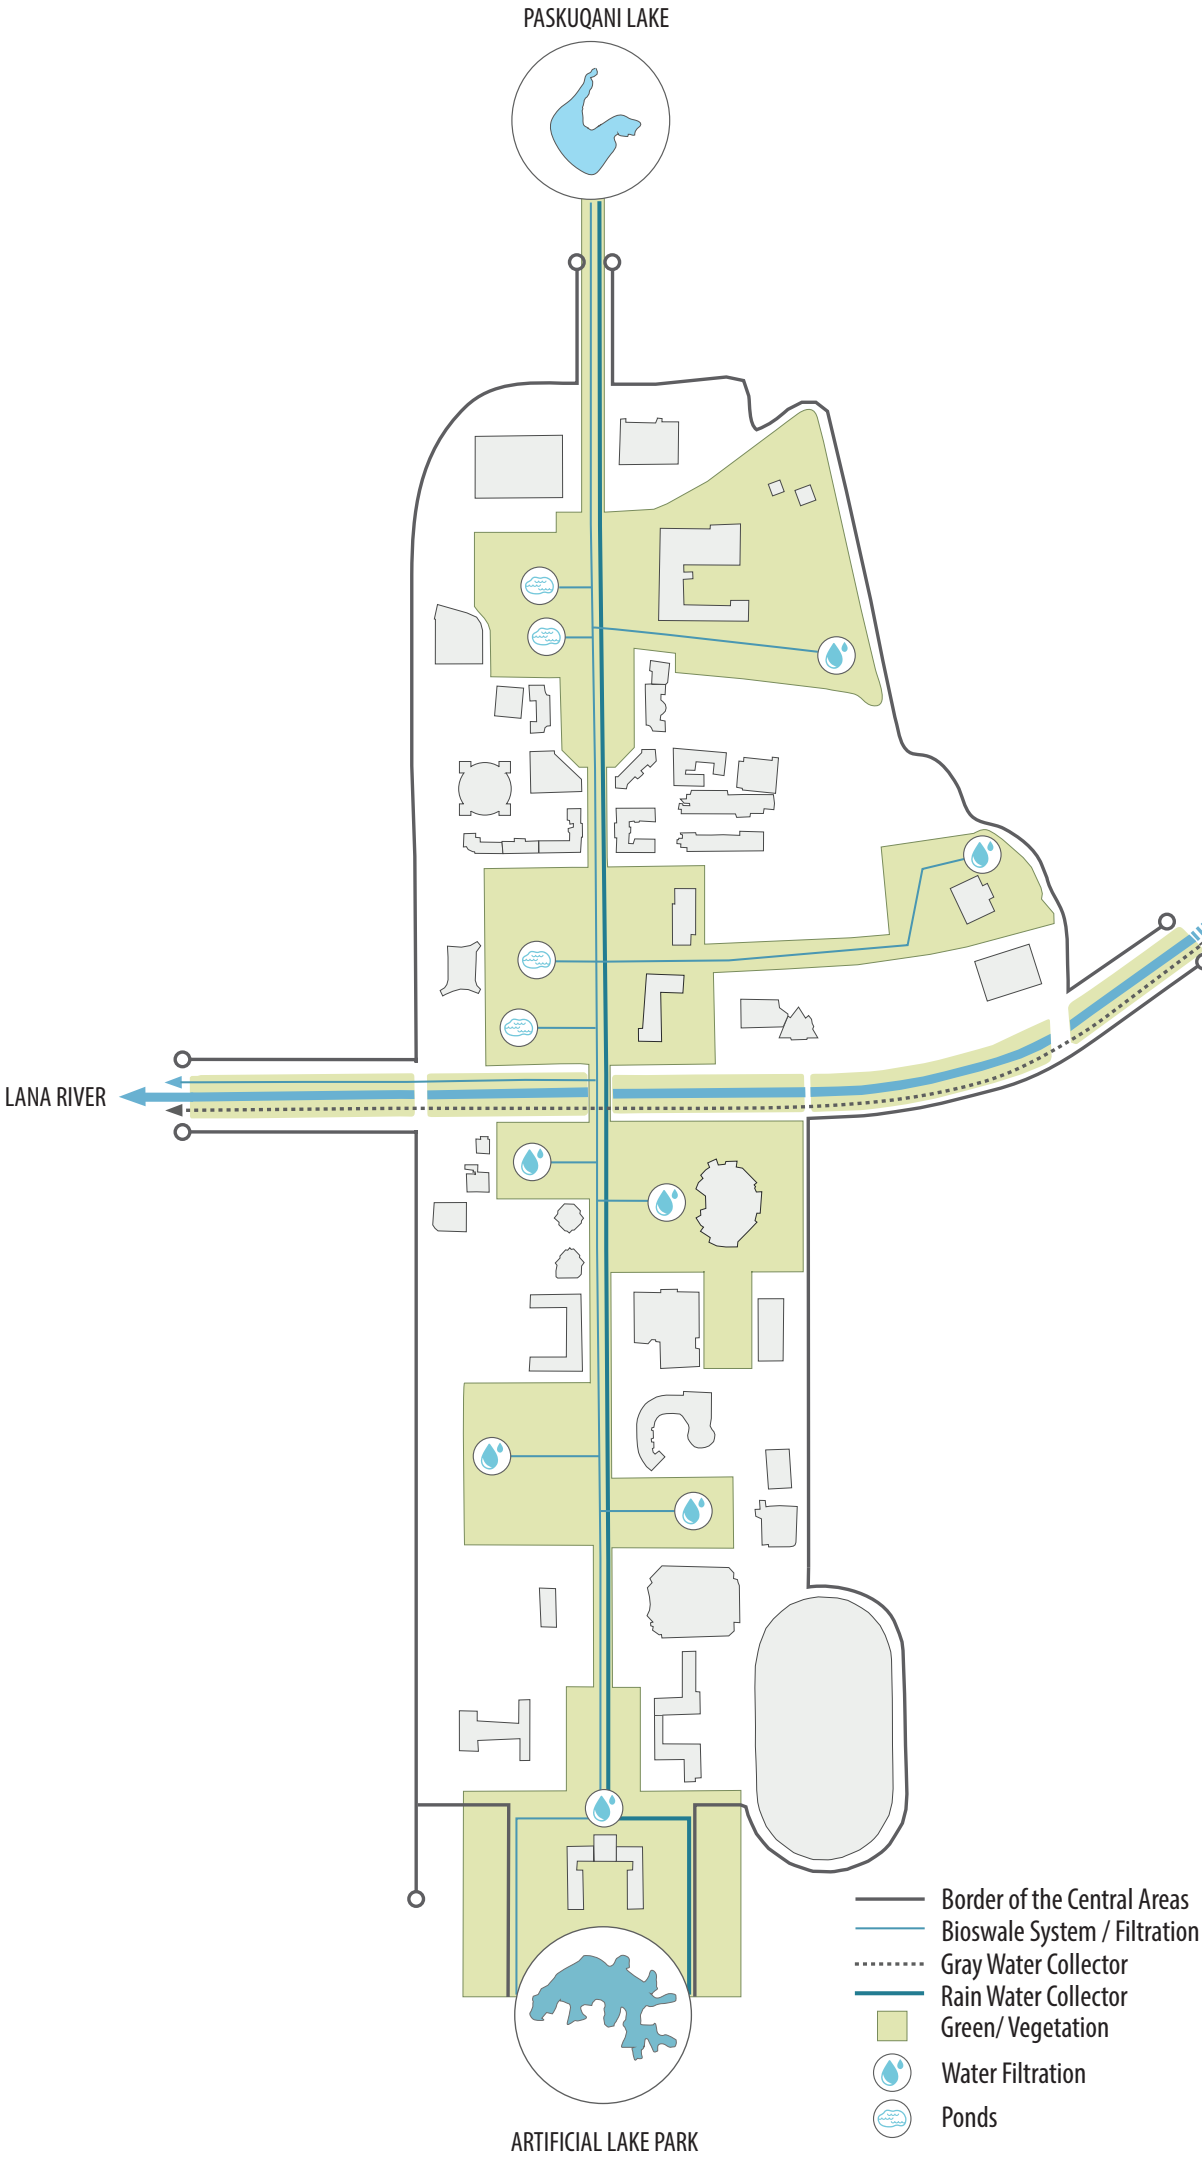 PASKUQANI LAKE
LANA RIVER
Border of the Central Areas
Bioswale System / Filtration
Gray Water Collector
Rain Water Collector
Green/ Vegetation
Water Filtration
Ponds
ARTIFICIAL LAKE PARK